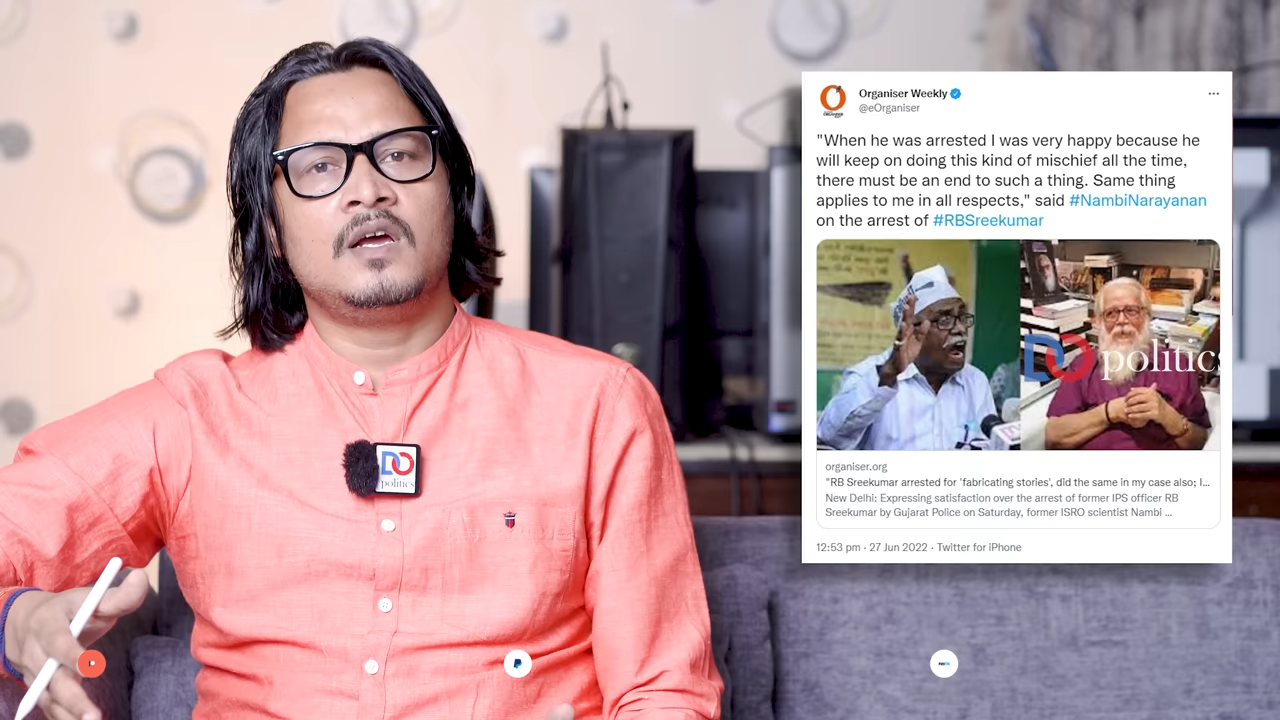 Organiser Weekly
@eOrganiser
"When he was arrested I was very happy because he
will keep on doing this kind of mischief all the time,
there must be an end to such a thing. Same thing
applies to me in all respects," said #NambiNarayanan
on the arrest of #RBSreekumar
DO politics
organiser.org
"RB Sreekumar arrested for 'fabricating stories', did the same in my case also; I...
New Delhi: Expressing satisfaction over the arrest of former IPS officer RB
Sreekumar by Gujarat Police on Saturday, former ISRO scientist Nambi ...
12:53 pm · 27 Jun 2022 · Twitter for iPhone
DO
politics